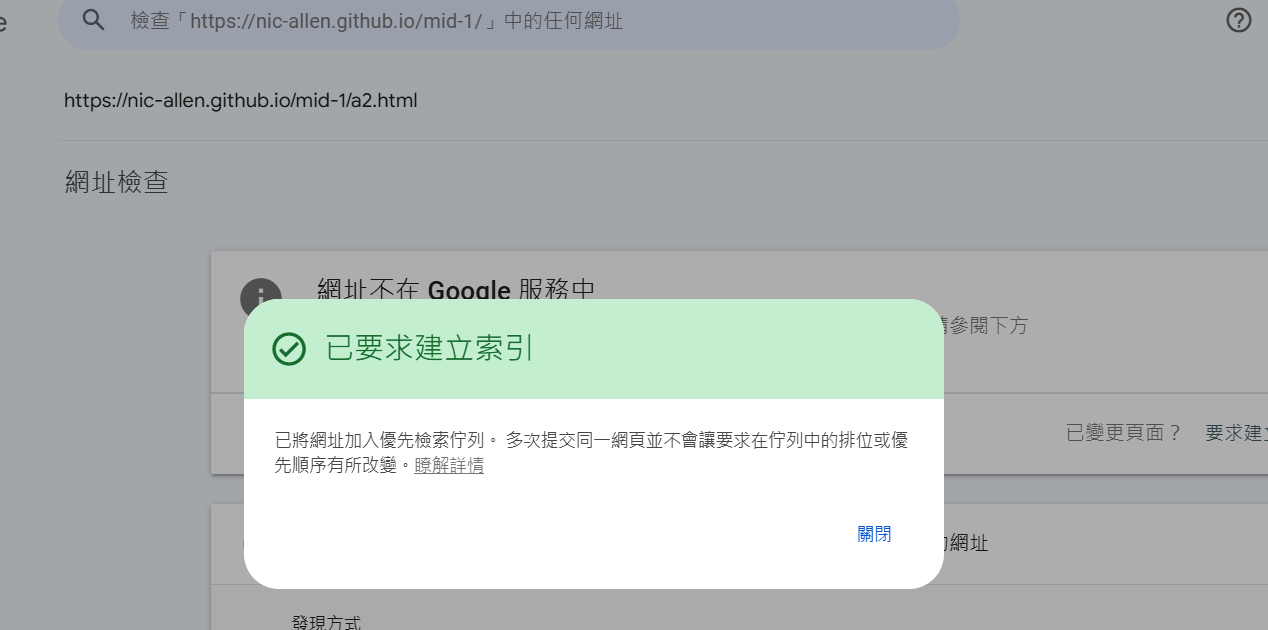 e
檢查「https://nic-allen.github.io/mid-1/」中的任何網址
https://nic-allen.github.io/mid-1/a2.html
網址檢查
網址不在 Google 服務中
請參閱下方
已要求建立索引
已變更頁面？ 要求建立
已將網址加入優先檢索佇列。 多次提交同一網頁並不會讓要求在佇列中的排位或優
先順序有所改變。瞭解詳情
關閉
的網址
發現方式